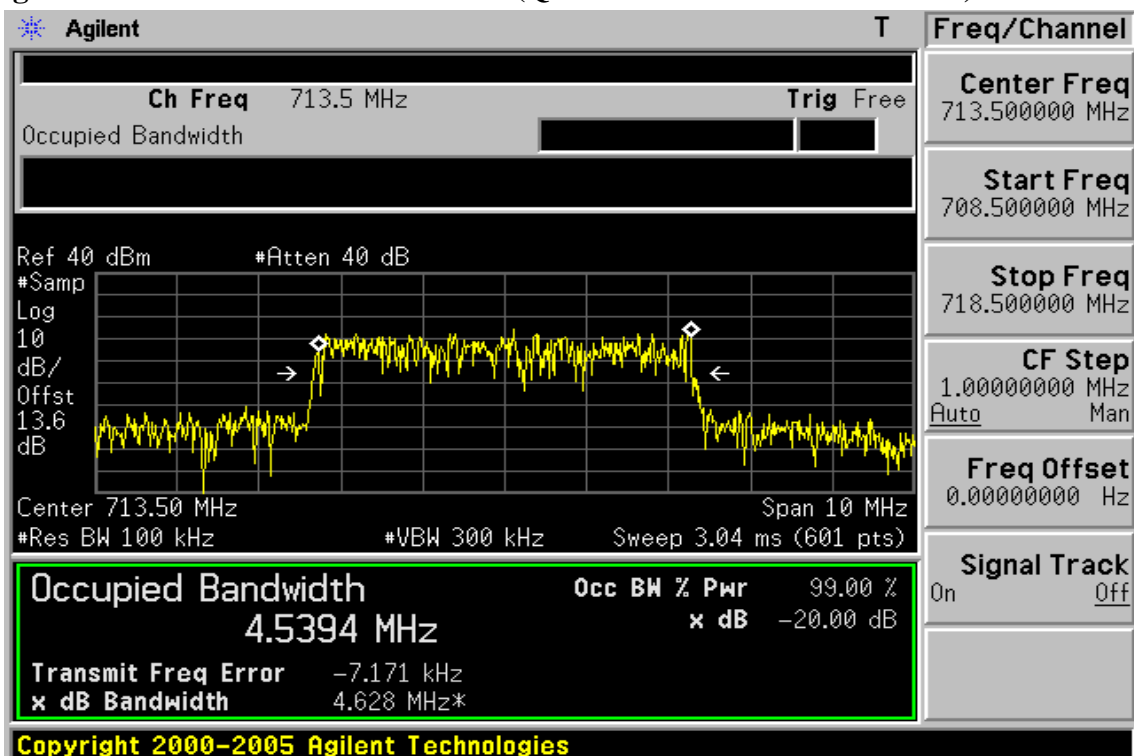 Agilent T
Ch Freq 713.5 MHz Trig Free
Occupied Bandwidth
Ref 40 dBm #Atten 40 dB
#Samp
Log
10
dB/
Offst
13.6
dB
Center 713.50 MHz Span 10 MHz
#Res BW 100 kHz #VBW 300 kHz Sweep 3.04 ms (601 pts)
Occupied Bandwidth Occ BW % Pwr 99.00 %
4.5394 MHz x dB -20.00 dB
Transmit Freq Error -7.171 kHz
x dB Bandwidth 4.628 MHz*
Copyright 2000-2005 Agilent Technologies
Freq/Channel
Center Freq
713.500000 MHz
Start Freq
708.500000 MHz
Stop Freq
718.500000 MHz
CF Step
1.00000000 MHz
Auto Man
Freq Offset
0.00000000 Hz
Signal Track
On Off